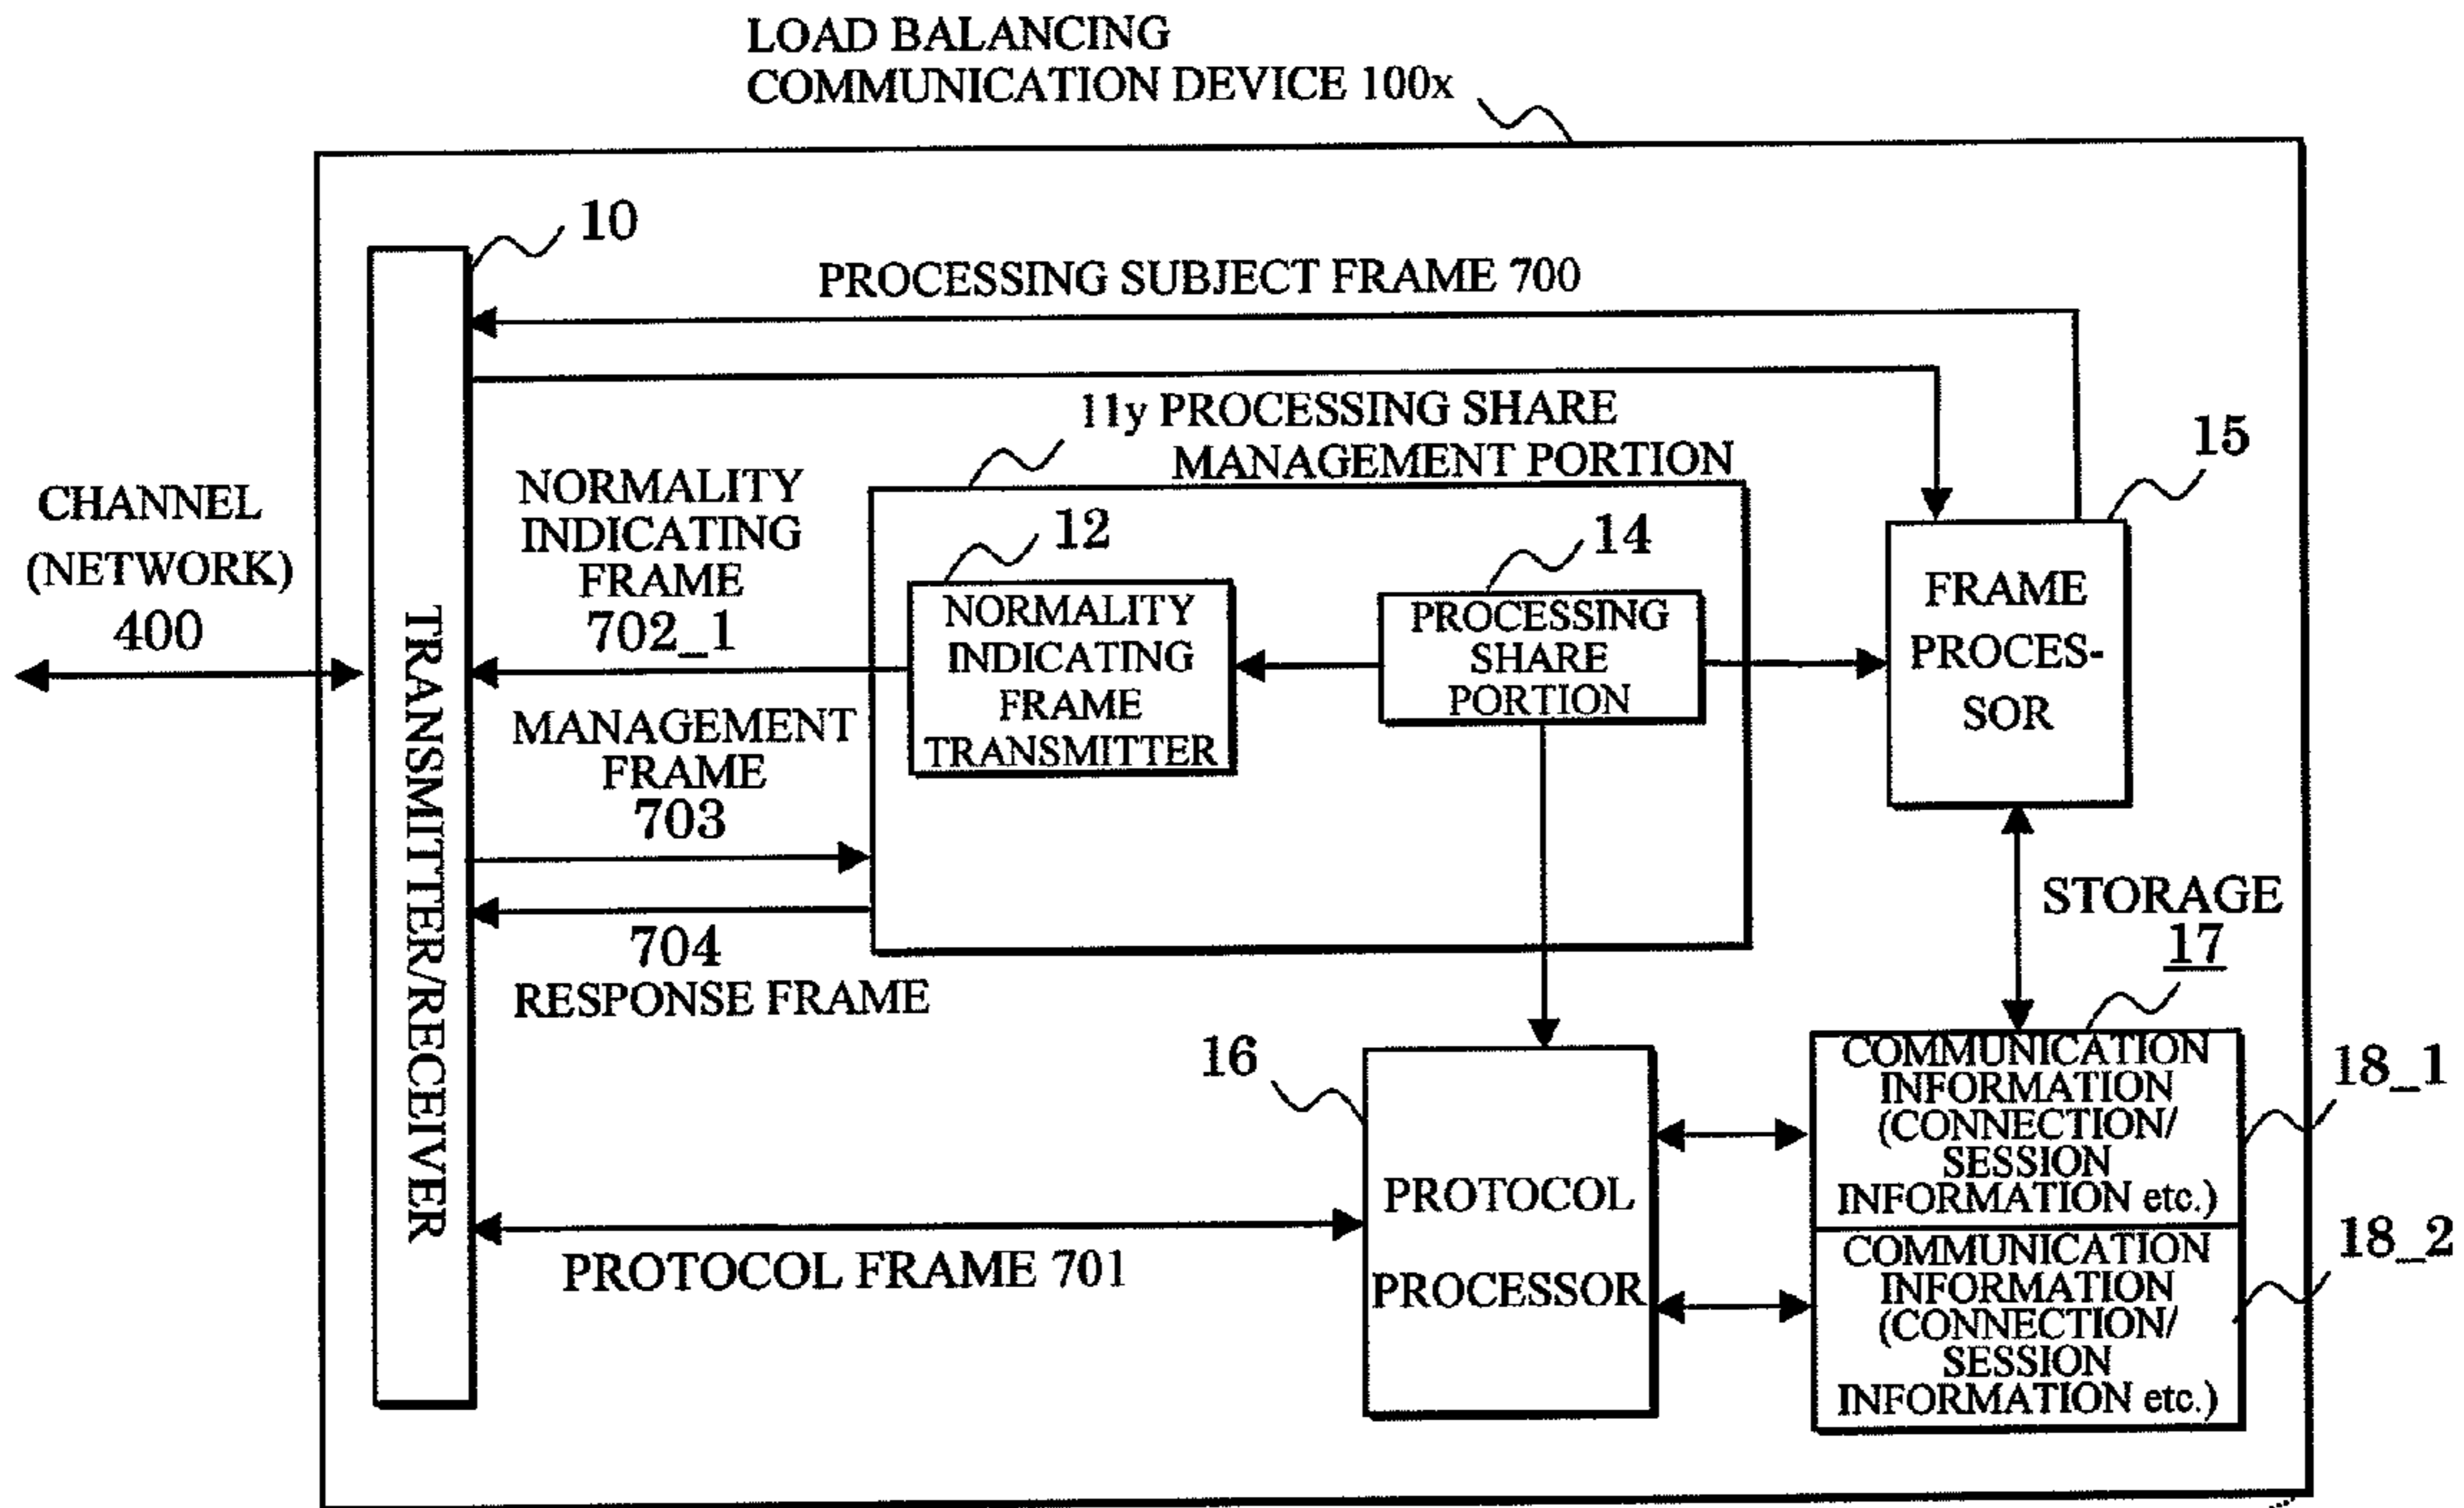 LOAD BALANCING
COMMUNICATION DEVICE 100x
10
PROCESSING SUBJECT FRAME 700
11y PROCESSING SHARE
MANAGEMENT PORTION
15
CHANNEL
(NETWORK)
400
NORMALITY
INDICATING
FRAME
702_1
12
14
NORMALITY
INDICATING
FRAME
TRANSMITTER
PROCESSING
SHARE
PORTION
FRAME
PROCES-
SOR
TRANSMITTER/RECEIVER
MANAGEMENT
FRAME
703
704
RESPONSE FRAME
STORAGE
17
16
PROTOCOL
PROCESSOR
COMMUNICATION
INFORMATION
(CONNECTION/
SESSION
INFORMATION etc.)
18_1
COMMUNICATION
INFORMATION
(CONNECTION/
SESSION
INFORMATION etc.)
18_2
PROTOCOL FRAME 701